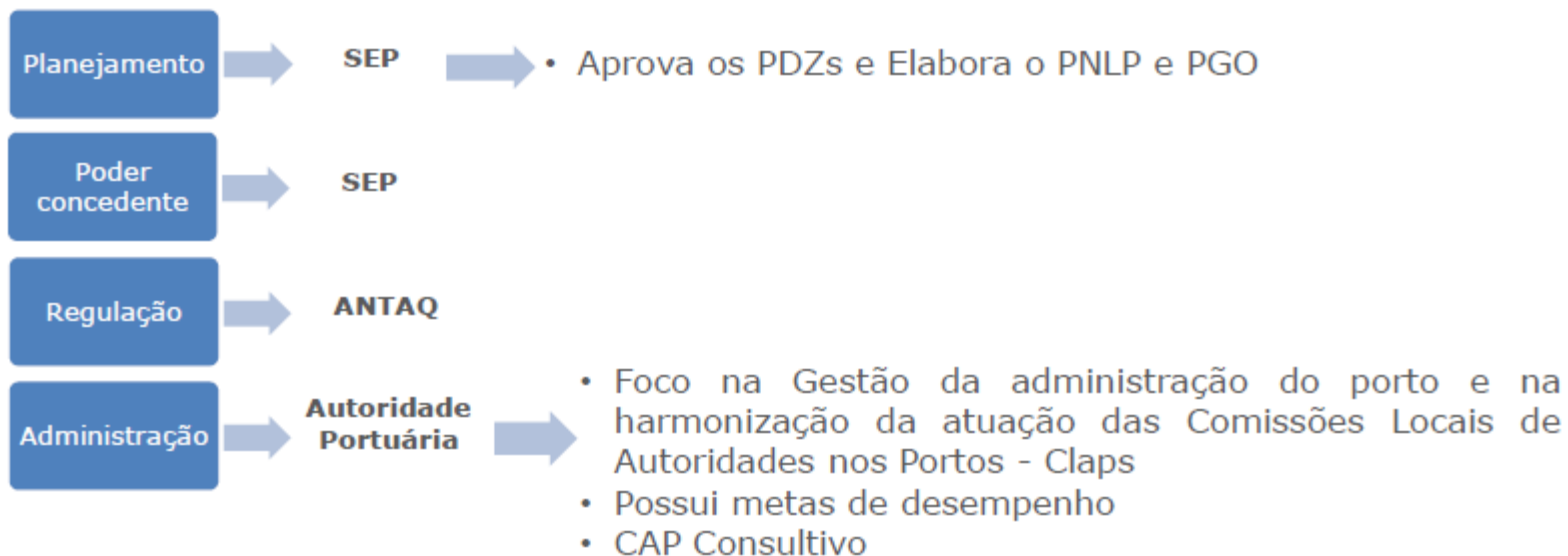 Planejamento
SEP
• Aprova os PDZs e Elabora o PNLP e PGO
Poder
concedente
SEP
Regulação
ANTAQ
Administração
Autoridade
Portuária
• Foco na Gestão da administração do porto e na
harmonização da atuação das Comissões Locais de
Autoridades nos Portos - Claps
• Possui metas de desempenho
• CAP Consultivo